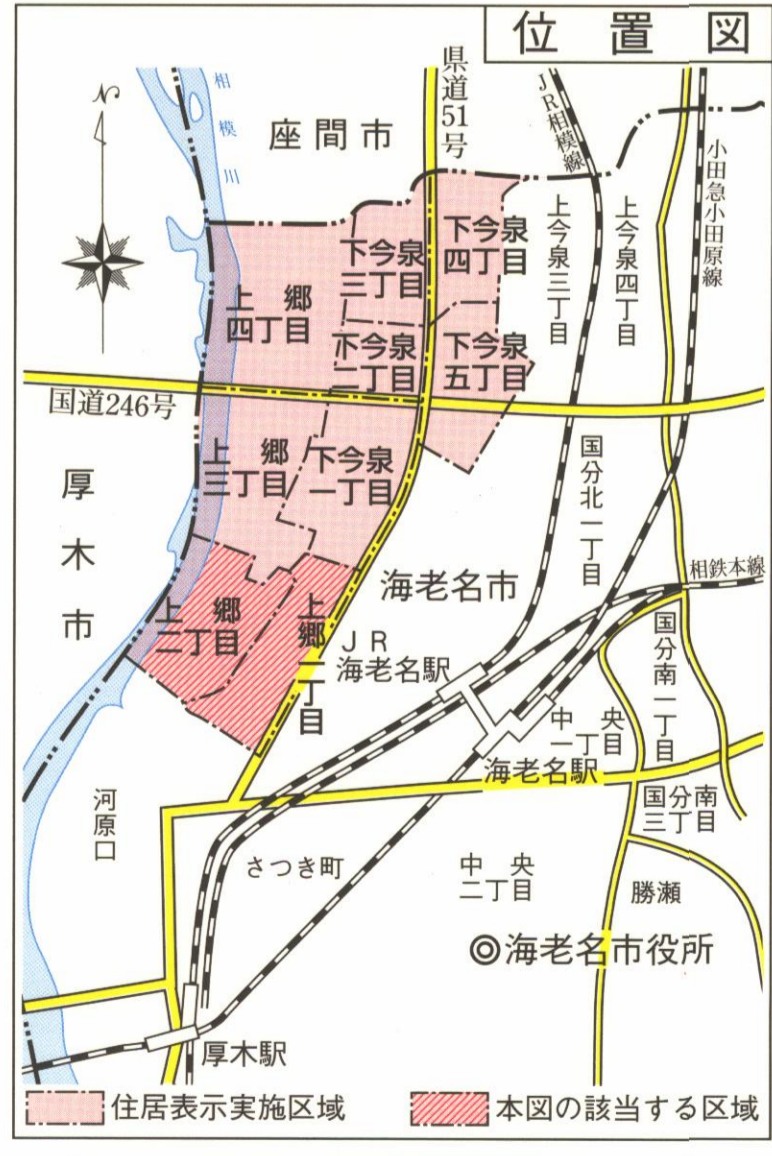 位置図
N
相模川
座間市
県道51号
JR相模線
小田急小田原線
上今泉三丁目
上今泉四丁目
下今泉
三丁目
下今泉
四丁目
上郷
四丁目
下今泉
二丁目
下今泉
五丁目
国道246号
上郷
三丁目
下今泉
一丁目
厚木市
国分北一丁目
海老名市
相鉄本線
上郷
二丁目
上郷一丁目
JR
海老名駅
国分南一丁目
中央
一丁目
海老名駅
河原口
国分南
三丁目
さつき町
中央
二丁目
勝瀬
◎海老名市役所
厚木駅
住居表示実施区域
本図の該当する区域